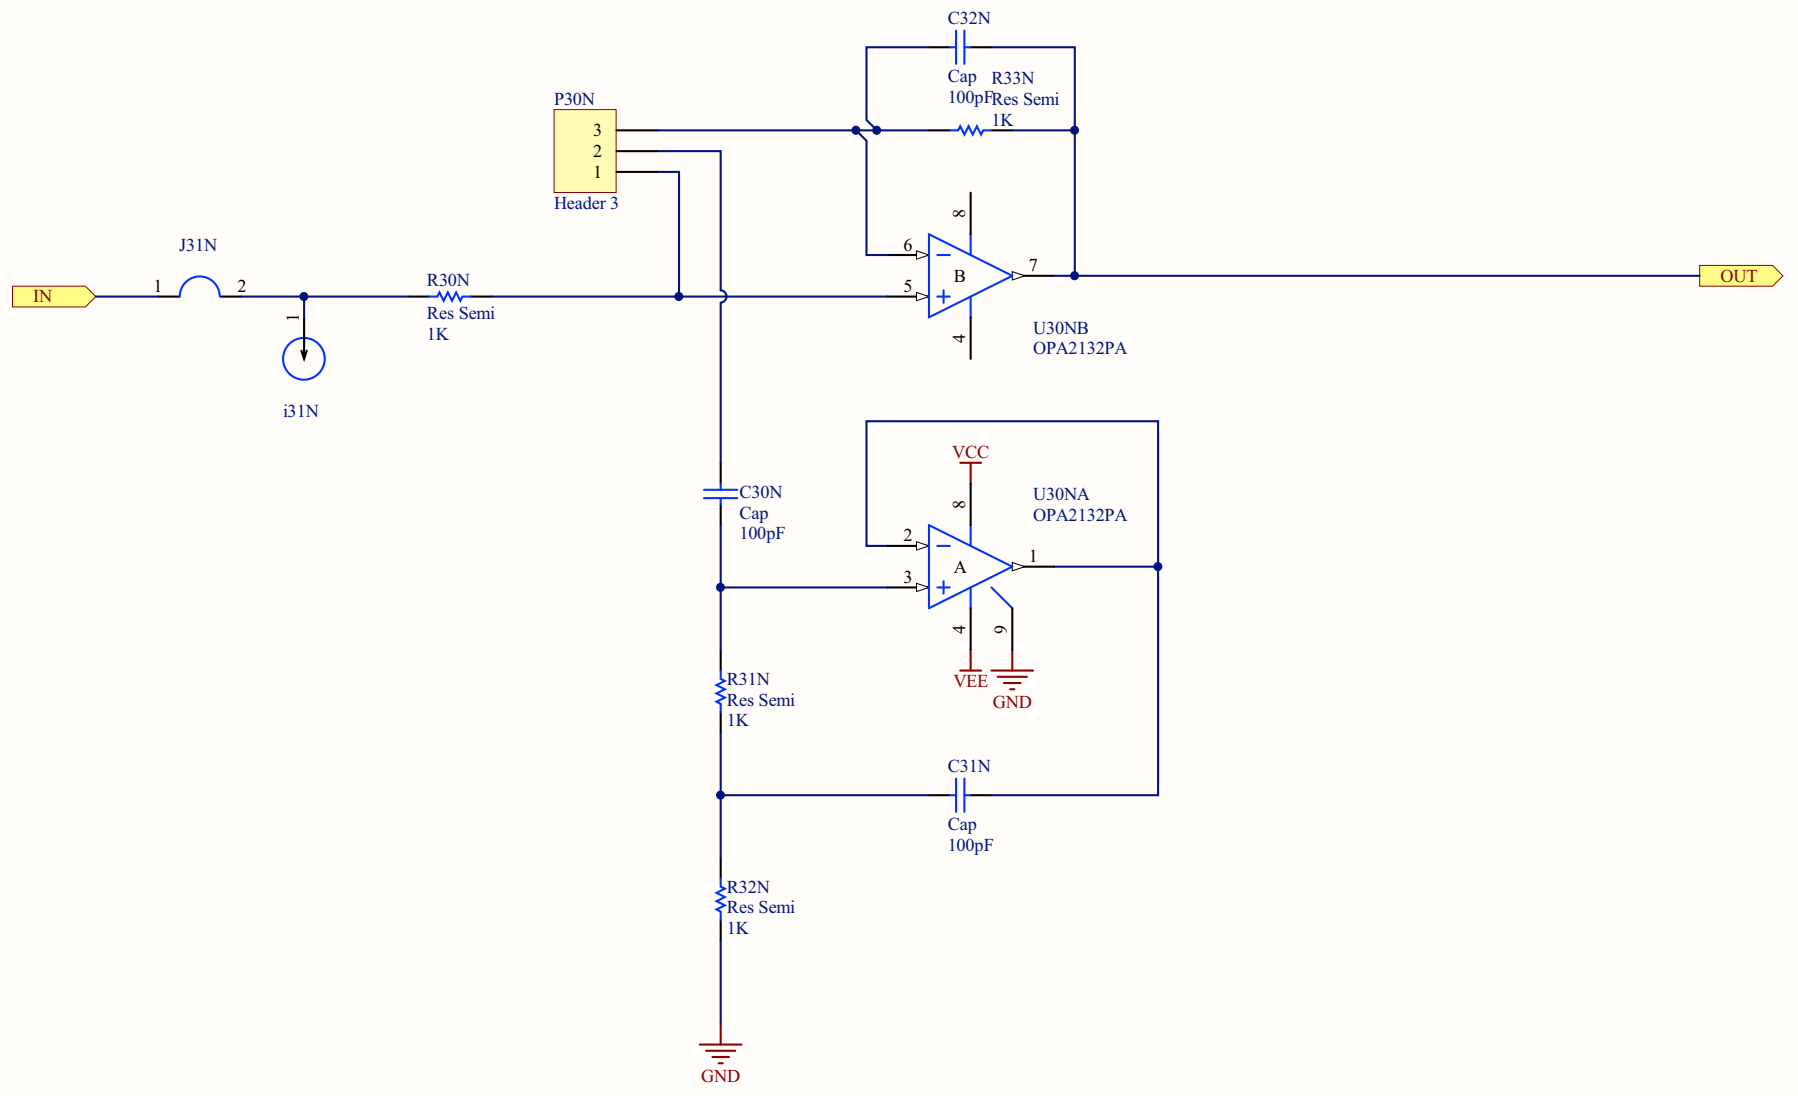 C32N
Cap
100pF
R33N
Res Semi
1K
P30N
3
2
1
Header 3
J31N
IN
1
2
1
i31N
R30N
Res Semi
1K
8
6
5
B
7
4
OUT
U30NB
OPA2132PA
VCC
8
U30NA
OPA2132PA
2
3
A
1
4
9
VEE
GND
C30N
Cap
100pF
R31N
Res Semi
1K
C31N
Cap
100pF
R32N
Res Semi
1K
GND